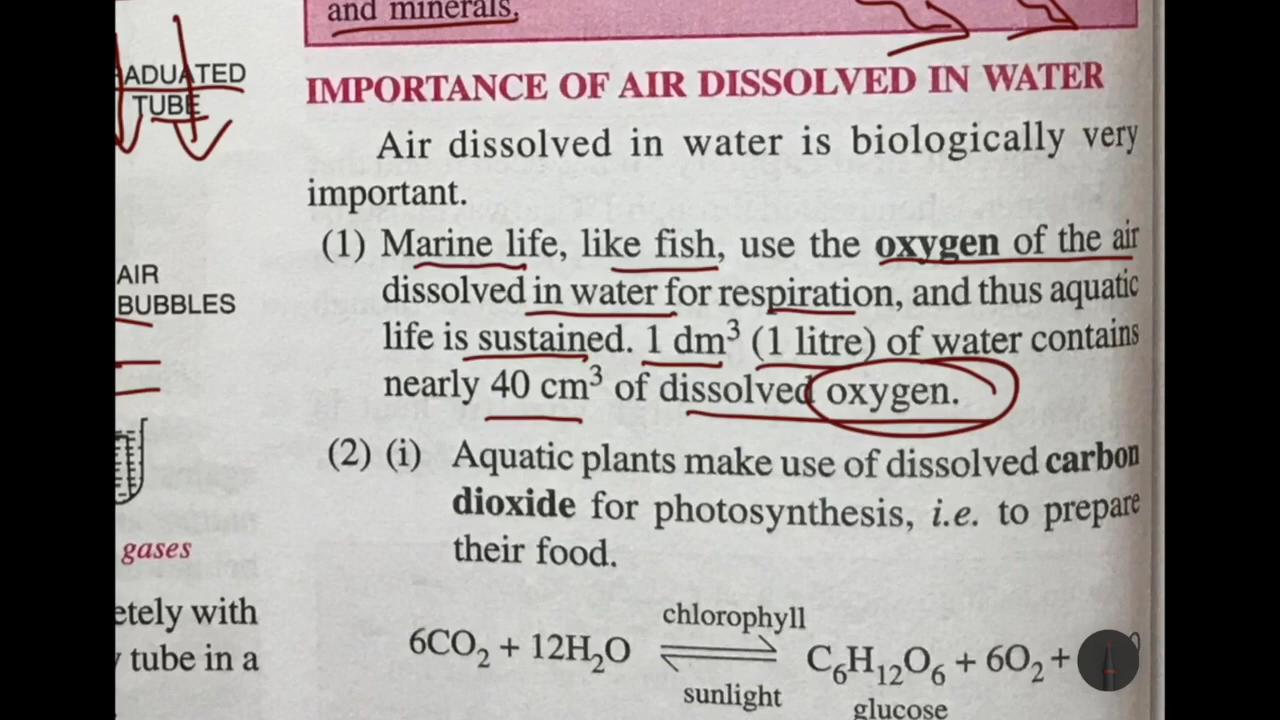 and minerals.
ADUATED
TUBE
IMPORTANCE OF AIR DISSOLVED IN WATER
Air dissolved in water is biologically very
important.
(1) Marine life, like fish, use the oxygen of the air
dissolved in water for respiration, and thus aquatic
life is sustained. 1 dm³ (1 litre) of water contains
nearly 40 cm³ of dissolved oxygen.
AIR
BUBBLES
(2) (i) Aquatic plants make use of dissolved carbon
dioxide for photosynthesis, i.e. to prepare
their food.
gases
etely with
tube in a
chlorophyll
6CO₂ + 12H₂O ⇌ C₆H₁₂O₆ + 6O₂ +
sunlight
glucose